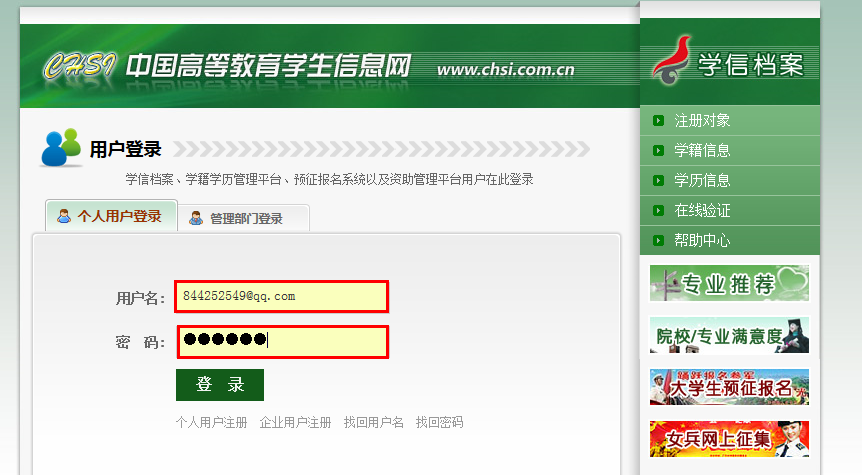 CHSI 中国高等教育学生信息网 www.chsi.com.cn
学信档案
用户登录
学信档案、学籍学历管理平台、预征报名系统以及资助管理平台用户在此登录
个人用户登录 管理部门登录
用户名： 844252549@qq.com
密 码： ●●●●●●
登 录
个人用户注册 企业用户注册 找回用户名 找回密码
注册对象
学籍信息
学历信息
在线验证
帮助中心
专业推荐
院校/专业满意度
踊跃报名参军
大学生预征报名
女兵网上征集